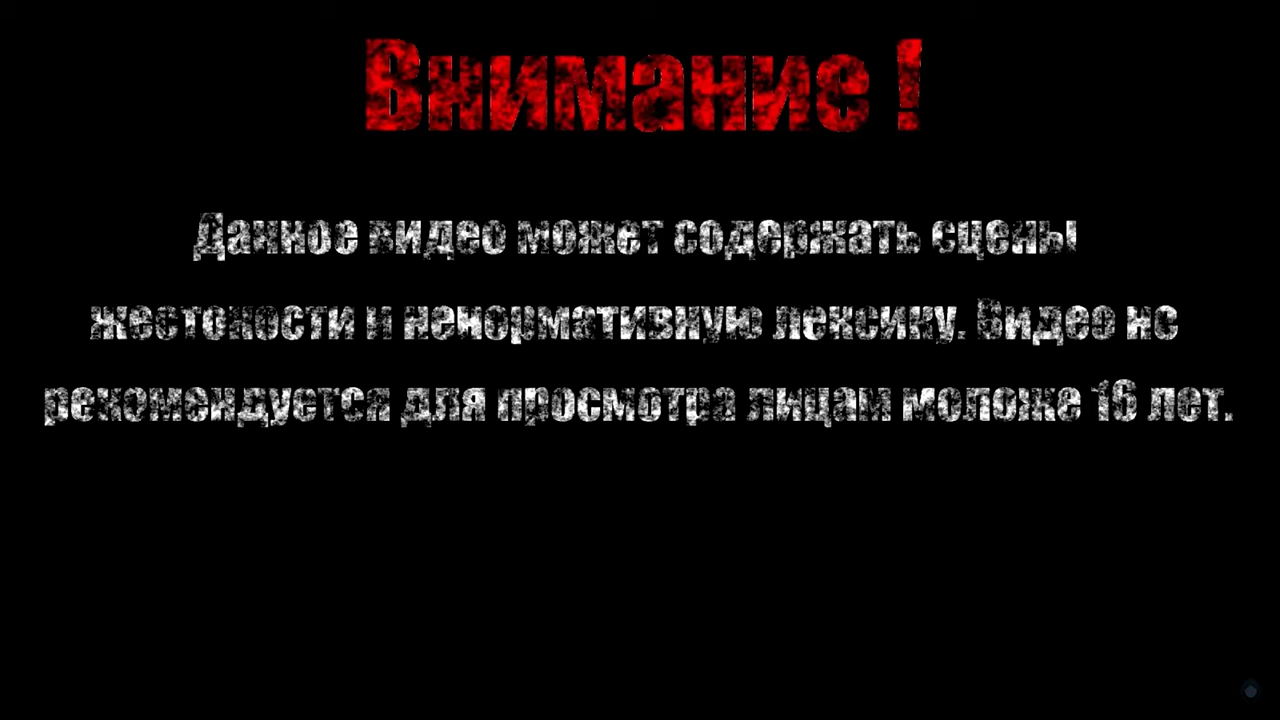 Внимание !
Данное видео может содержать сцены
жестокости и ненормативную лексику. Видео не
рекомендуется для просмотра лицам моложе 16 лет.